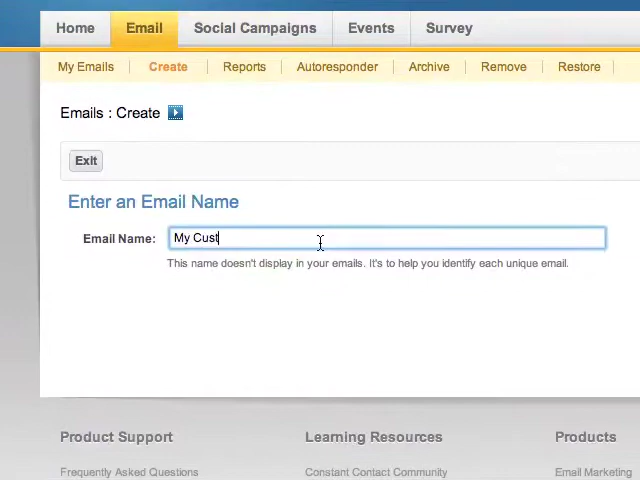 Home Email Social Campaigns Events Survey
My Emails Create Reports Autoresponder Archive Remove Restore
Emails : Create
Exit
Enter an Email Name
Email Name: My Cust
This name doesn't display in your emails. It's to help you identify each unique email.
Product Support Learning Resources Products
Frequently Asked Questions Constant Contact Community Email Marketing